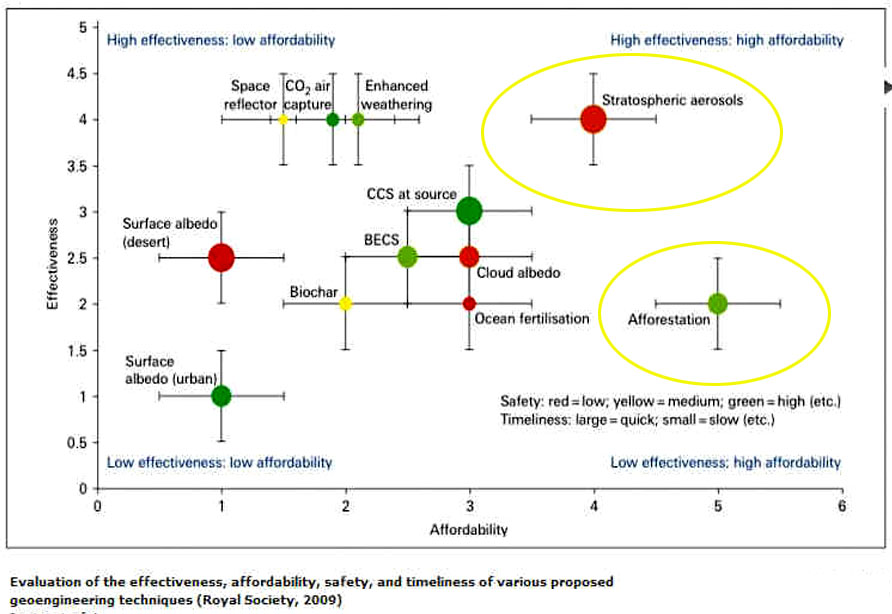 5
High effectiveness: low affordability
High effectiveness: high affordability
4.5
Space
reflector
CO₂ air
capture
Enhanced
weathering
Stratospheric aerosols
4
3.5
CCS at source
3
Surface albedo
(desert)
BECS
2.5
Cloud albedo
Effectiveness
Biochar
2
Ocean fertilisation
Afforestation
1.5
Surface
albedo (urban)
1
Safety: red = low; yellow = medium; green = high (etc.)
Timeliness: large = quick; small = slow (etc.)
0.5
Low effectiveness: low affordability
Low effectiveness: high affordability
0
0 1 2 3 4 5 6
Affordability
Evaluation of the effectiveness, affordability, safety, and timeliness of various proposed
geoengineering techniques (Royal Society, 2009)